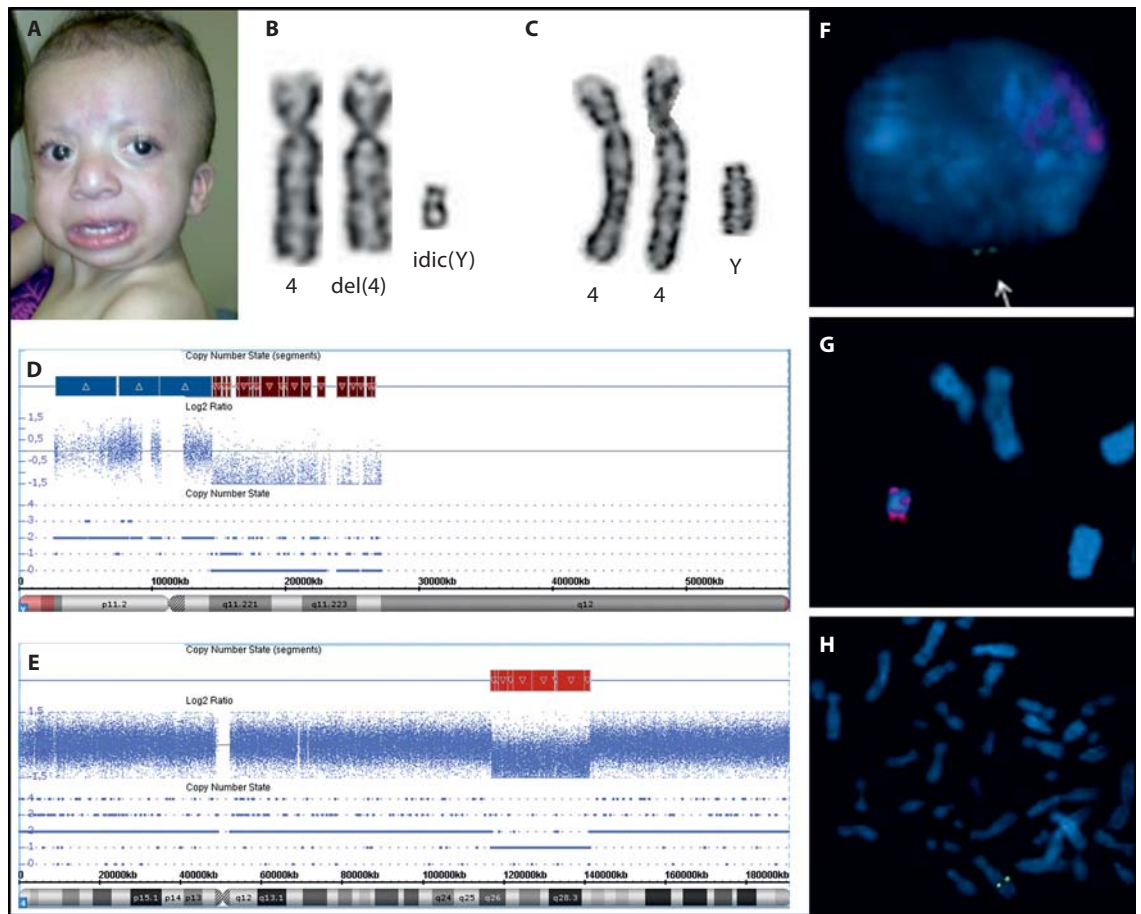 A
B
C
4
del(4)
idic(Y)
4
4
Y
D
Copy Number State (segments)
Log2 Ratio
1,5
0,5
-0,5
-1,5
Copy Number State
4
3
2
1
0
0
10000kb
20000kb
30000kb
40000kb
50000kb
p11.2
q11.221
q11.223
q12
E
Copy Number State (segments)
Log2 Ratio
1.5
-1.5
Copy Number State
4
3
2
1
0
0
20000kb
40000kb
60000kb
80000kb
100000kb
120000kb
140000kb
160000kb
180000kb
p15.1
p14
p13
q12
q13.1
q24
q25
q26
q28.3
4
F
G
H